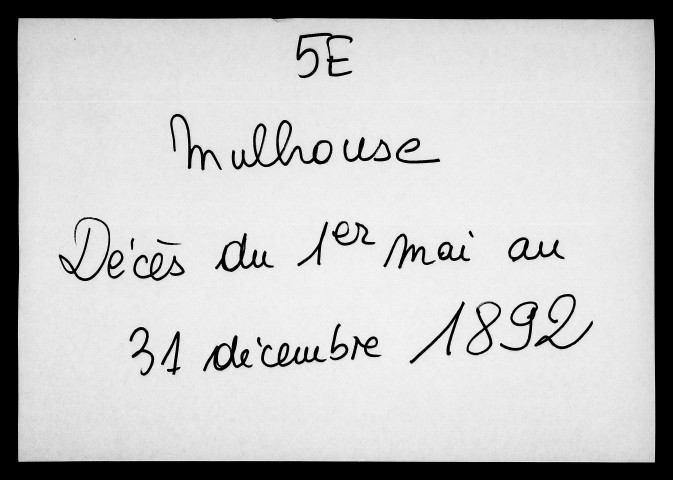 5E
Mulhouse
Décès du 1er mai au
31 décembre 1892